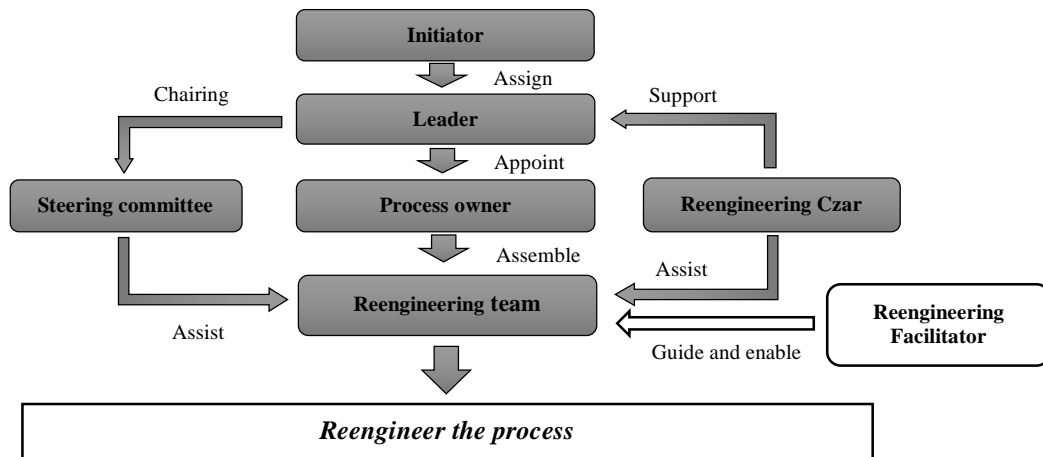 Initiator
Assign
Chairing
Support
Leader
Appoint
Steering committee
Process owner
Reengineering Czar
Assemble
Assist
Reengineering team
Reengineering
Facilitator
Assist
Guide and enable
Reengineer the process